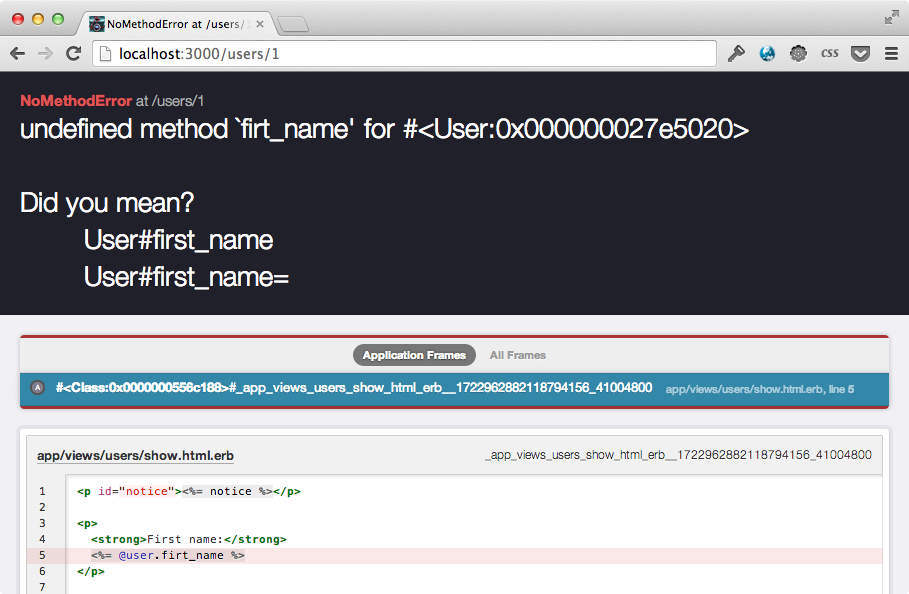 NoMethodError at /users/
localhost:3000/users/1
CSS
NoMethodError at /users/1
undefined method `firt_name' for #<User:0x000000027e5020>
Did you mean?
User#first_name
User#first_name=
Application Frames All Frames
A #<Class:0x0000000556c188>#_app_views_users_show_html_erb__1722962882118794156_41004800 app/views/users/show.html.erb, line 5
app/views/users/show.html.erb _app_views_users_show_html_erb__1722962882118794156_41004800
1 <p id="notice"><%= notice %></p>
2
3 <p>
4 <strong>First name:</strong>
5 <%= @user.firt_name %>
6 </p>
7